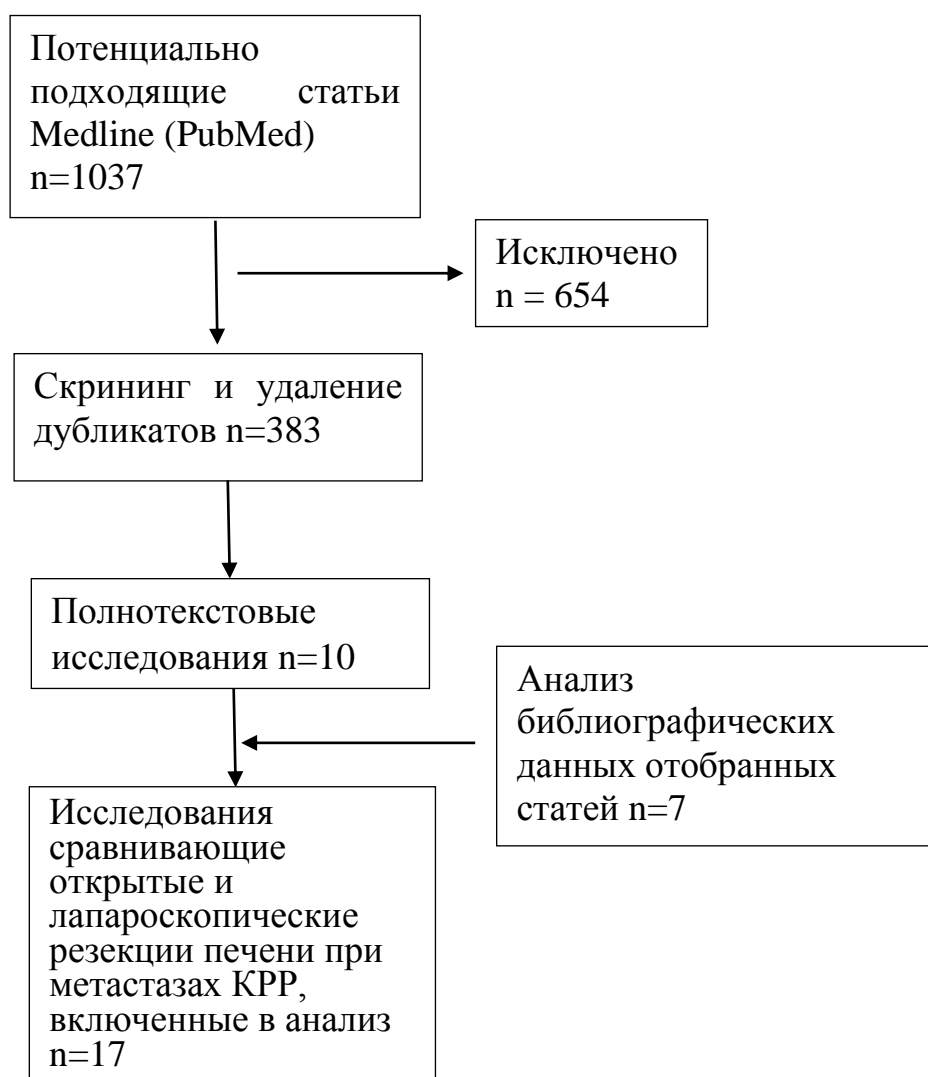 Потенциально
подходящие статьи
Medline (PubMed)
n=1037
Исключено
n = 654
Скрининг и удаление
дубликатов n=383
Полнотекстовые
исследования n=10
Анализ
библиографических
данных отобранных
статей n=7
Исследования
сравнивающие
открытые и
лапароскопические
резекции печени при
метастазах КРР,
включенные в анализ
n=17